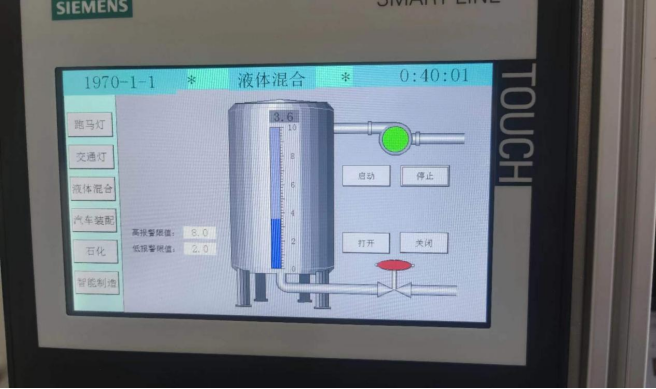 SIEMENS
SMART LINE
TOUCH
1970-1-1 * 液体混合 * 0:40:01
跑马灯
交通灯
液体混合
汽车装配
石化
智能制造
3.6
10
8
6
4
2
0
启动 停止
打开 关闭
高报警限值: 8.0
低报警限值: 2.0